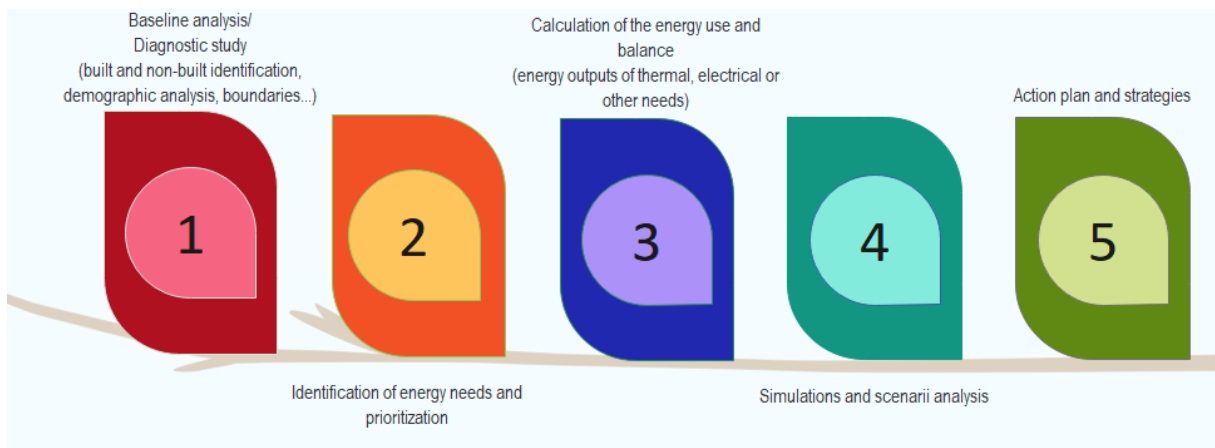 Baseline analysis/
Diagnostic study
(built and non-built identification,
demographic analysis, boundaries...)
1
Identification of energy needs and
prioritization
2
Calculation of the energy use and
balance
(energy outputs of thermal, electrical or
other needs)
3
Simulations and scenarii analysis
4
Action plan and strategies
5